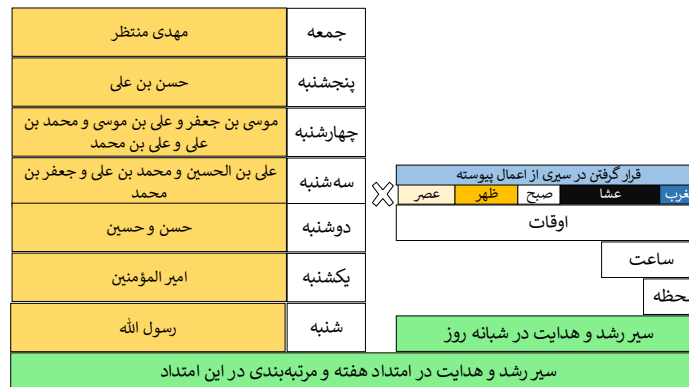 جمعه
مهدی منتظر
پنجشنبه
حسن بن علی
چهارشنبه
موسی بن جعفر و علی بن موسی و محمد بن
علی و علی بن محمد
سه‌شنبه
علی بن الحسین و محمد بن علی و جعفر بن
محمد
دوشنبه
حسن و حسین
یکشنبه
امیر المؤمنین
شنبه
رسول الله
قرار گرفتن در سیری از اعمال پیوسته
غرب عشا صبح ظهر عصر
اوقات
ساعت
لحظه
سیر رشد و هدایت در شبانه روز
سیر رشد و هدایت در امتداد هفته و مرتبه‌بندی در این امتداد